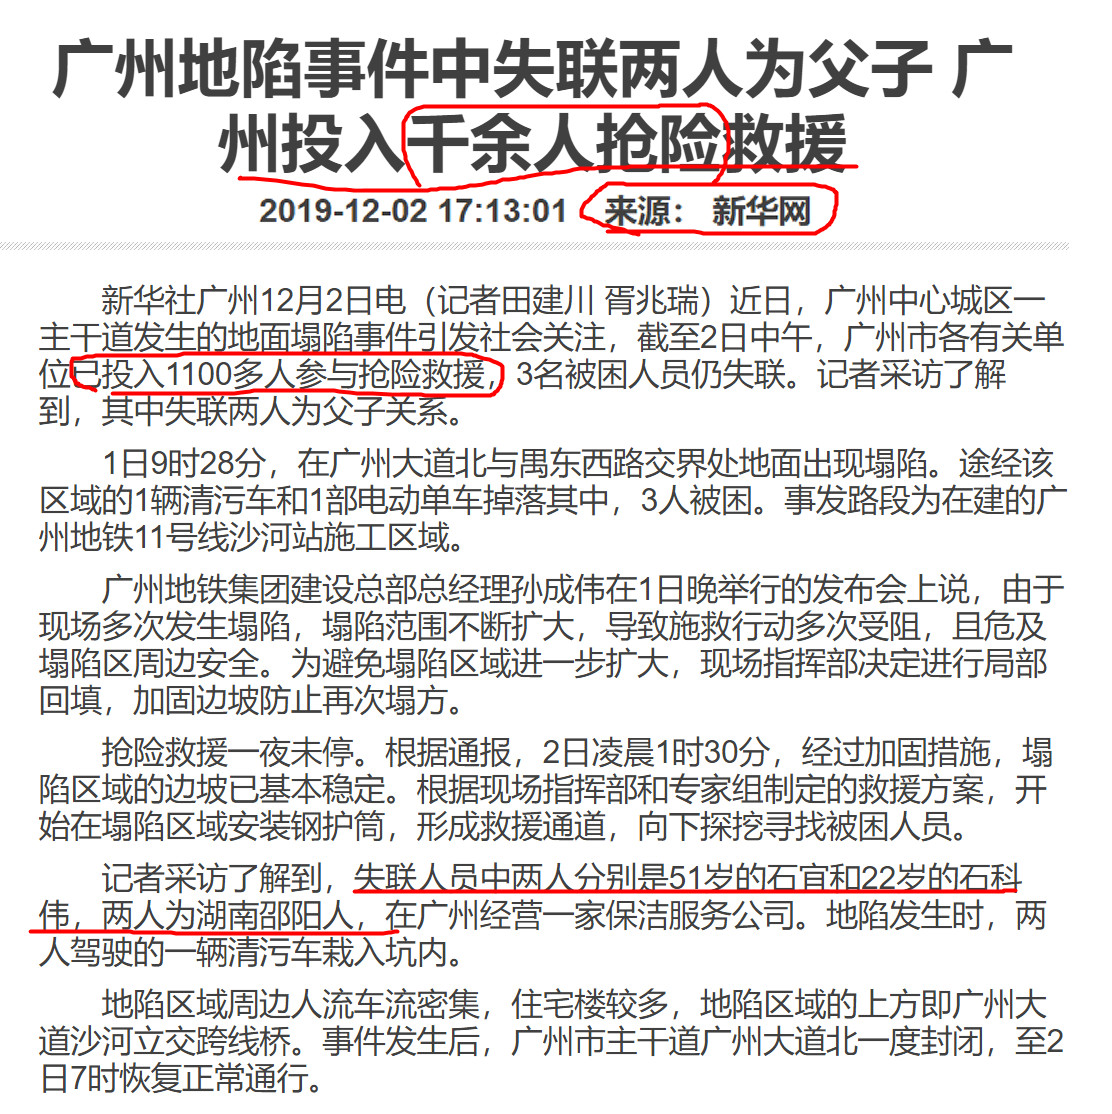 广州地陷事件中失联两人为父子 广
州投入千余人抢险救援
2019-12-02 17:13:01 来源： 新华网
新华社广州12月2日电（记者田建川 胥兆瑞）近日，广州中心城区一
主干道发生的地面塌陷事件引发社会关注，截至2日中午，广州市各有关单
位已投入1100多人参与抢险救援，3名被困人员仍失联。记者采访了解
到，其中失联两人为父子关系。
1日9时28分，在广州大道北与禺东西路交界处地面出现塌陷。途经该
区域的1辆清污车和1部电动单车掉落其中，3人被困。事发路段为在建的广
州地铁11号线沙河站施工区域。
广州地铁集团建设总部总经理孙成伟在1日晚举行的发布会上说，由于
现场多次发生塌陷，塌陷范围不断扩大，导致施救行动多次受阻，且危及
塌陷区周边安全。为避免塌陷区域进一步扩大，现场指挥部决定进行局部
回填，加固边坡防止再次塌方。
抢险救援一夜未停。根据通报，2日凌晨1时30分，经过加固措施，塌
陷区域的边坡已基本稳定。根据现场指挥部和专家组制定的救援方案，开
始在塌陷区域安装钢护筒，形成救援通道，向下探挖寻找被困人员。
记者采访了解到，失联人员中两人分别是51岁的石宜和22岁的石科
伟，两人为湖南邵阳人，在广州经营一家保洁服务公司。地陷发生时，两
人驾驶的一辆清污车栽入坑内。
地陷区域周边人流车流密集，住宅楼较多，地陷区域的上方即广州大
道沙河立交跨线桥。事件发生后，广州市主干道广州大道北一度封闭，至2
日7时恢复正常通行。